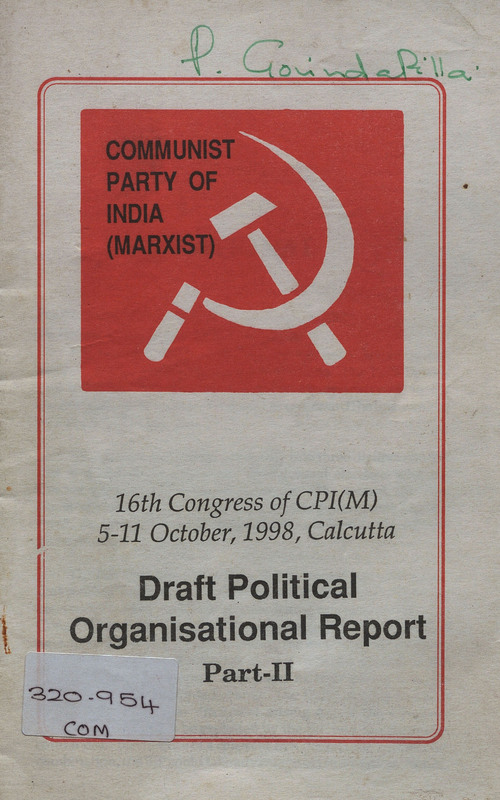 P. Govinda Pillai
COMMUNIST
PARTY OF
INDIA
(MARXIST)
16th Congress of CPI(M)
5-11 October, 1998, Calcutta
Draft Political
Organisational Report
Part-II
320.954
COM